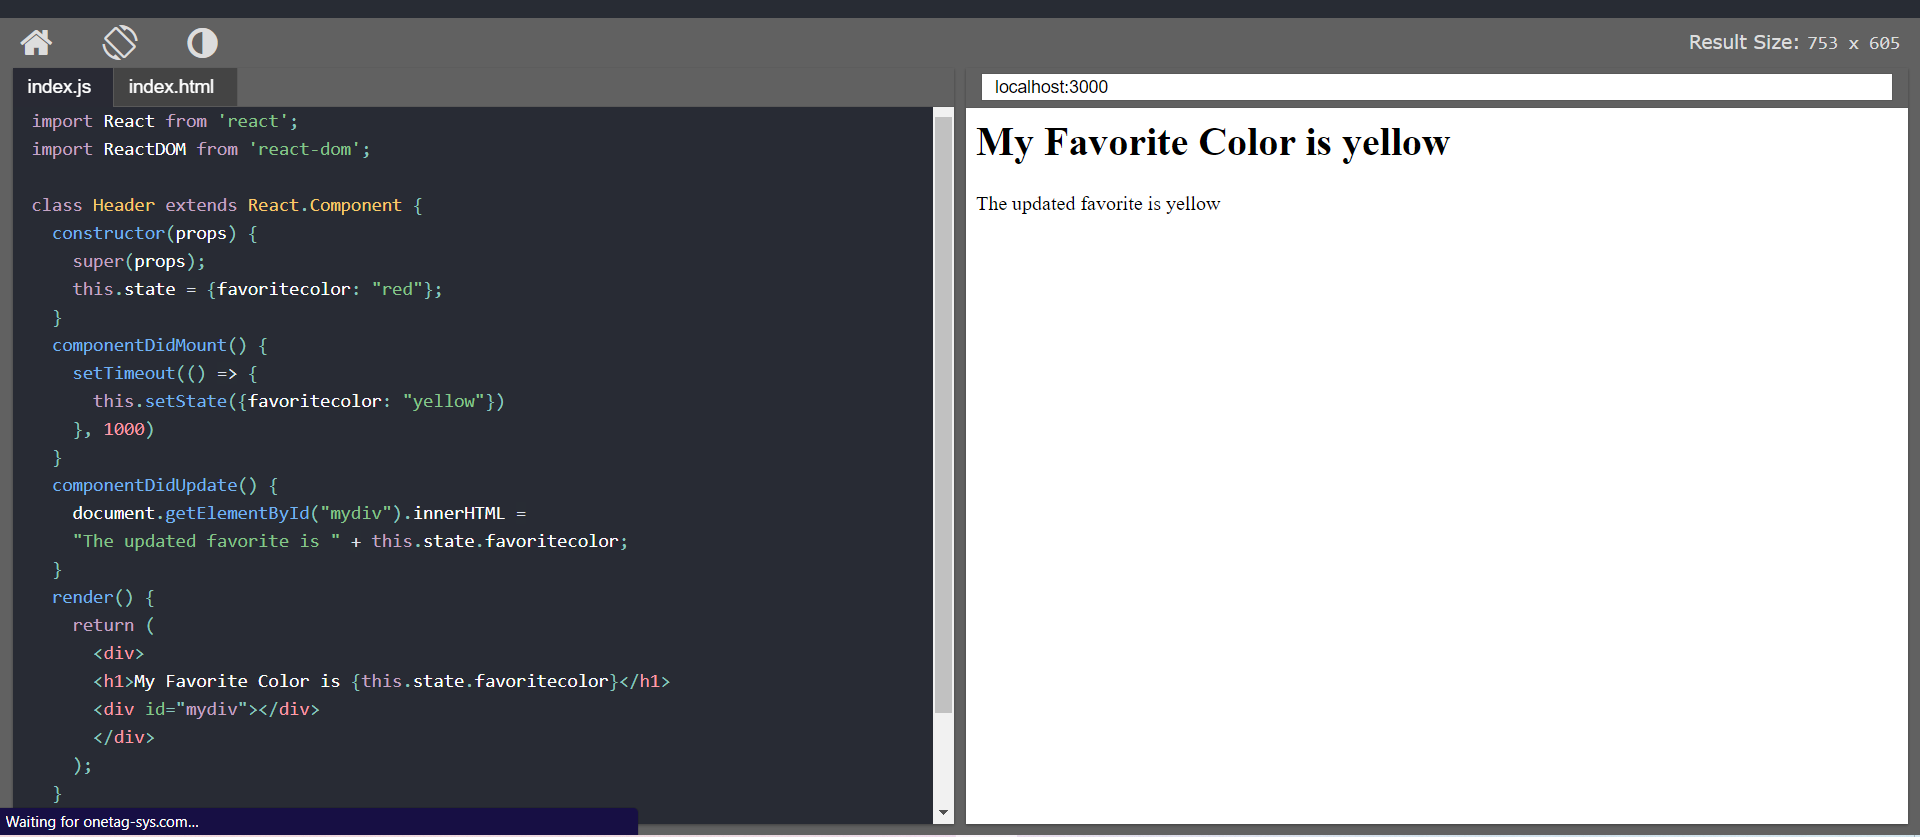 Result Size: 753 x 605
index.js index.html
import React from 'react';
import ReactDOM from 'react-dom';
class Header extends React.Component {
  constructor(props) {
    super(props);
    this.state = {favoritecolor: "red"};
  }
  componentDidMount() {
    setTimeout(() => {
      this.setState({favoritecolor: "yellow"})
    }, 1000)
  }
  componentDidUpdate() {
    document.getElementById("mydiv").innerHTML =
    "The updated favorite is " + this.state.favoritecolor;
  }
  render() {
    return (
      <div>
      <h1>My Favorite Color is {this.state.favoritecolor}</h1>
      <div id="mydiv"></div>
      </div>
    );
  }
Waiting for onetag-sys.com...
localhost:3000
My Favorite Color is yellow
The updated favorite is yellow